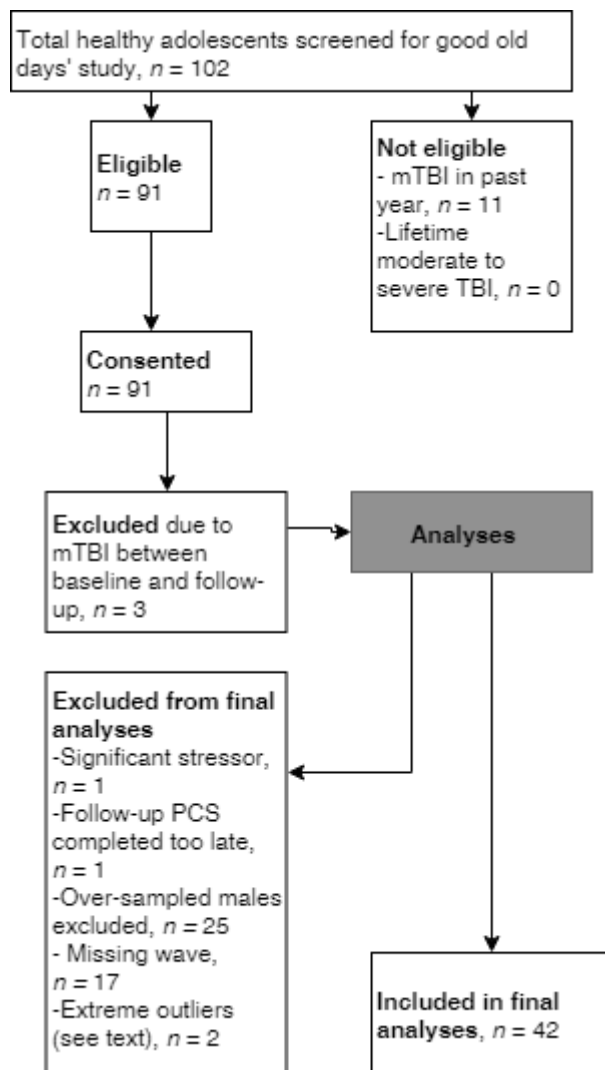 Total healthy adolescents screened for good old
days' study, n = 102
Eligible
n = 91
Not eligible
- mTBI in past
year, n = 11
-Lifetime
moderate to
severe TBI, n = 0
Consented
n = 91
Excluded due to
mTBI between
baseline and follow-
up, n = 3
Analyses
Excluded from final
analyses
-Significant stressor,
n = 1
-Follow-up PCS
completed too late,
n = 1
-Over-sampled males
excluded, n = 25
- Missing wave,
n = 17
-Extreme outliers
(see text), n = 2
Included in final
analyses, n = 42